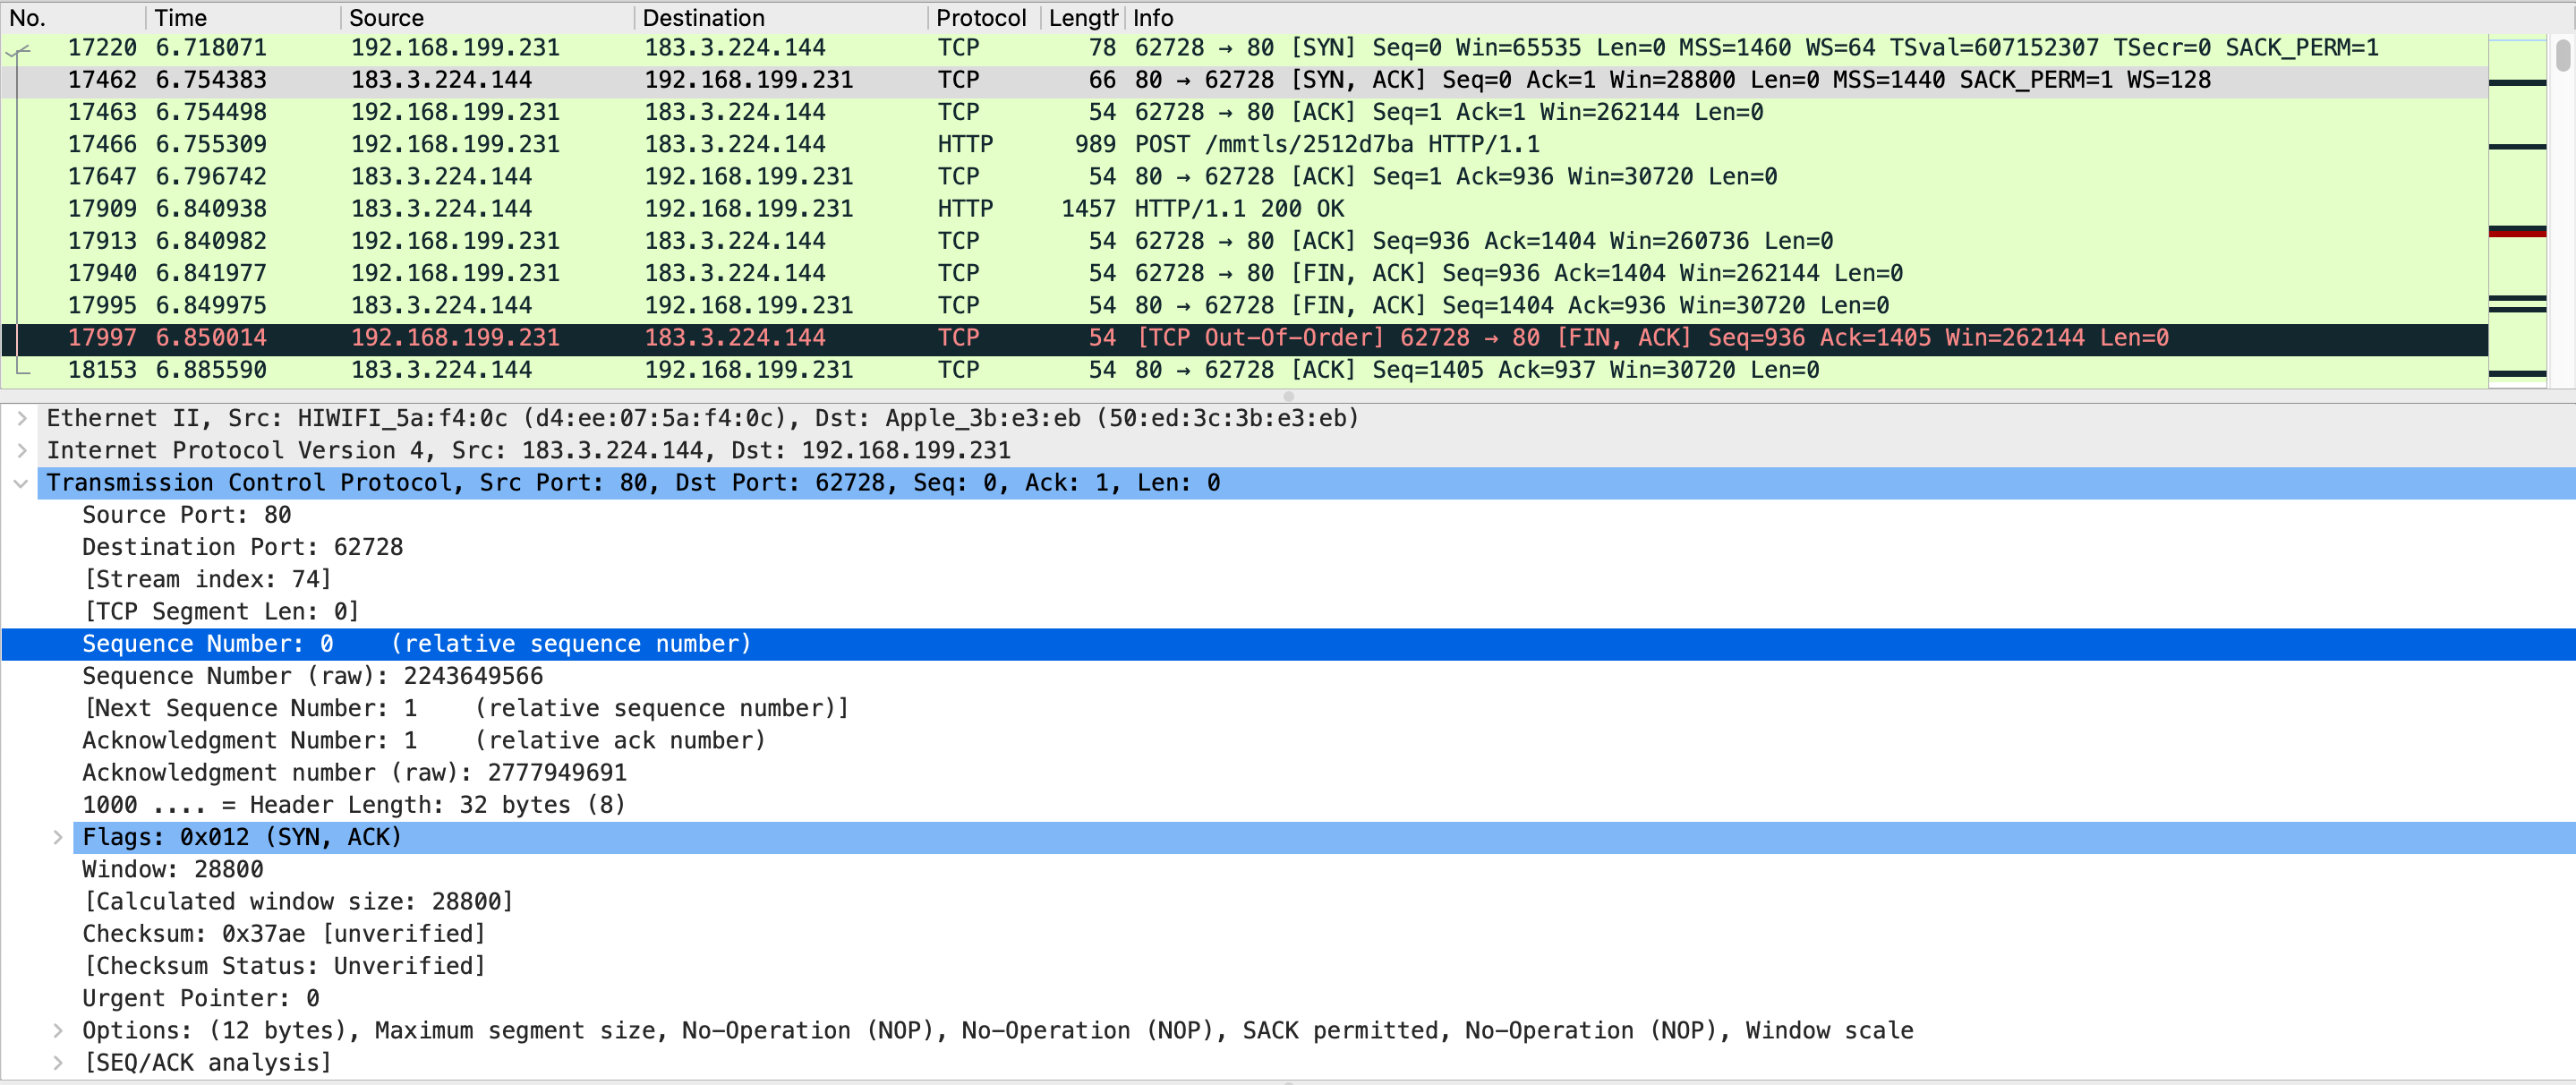 No. Time Source Destination Protocol Length Info
17220 6.718071 192.168.199.231 183.3.224.144 TCP 78 62728 → 80 [SYN] Seq=0 Win=65535 Len=0 MSS=1460 WS=64 TSval=607152307 TSecr=0 SACK_PERM=1
17462 6.754383 183.3.224.144 192.168.199.231 TCP 66 80 → 62728 [SYN, ACK] Seq=0 Ack=1 Win=28800 Len=0 MSS=1440 SACK_PERM=1 WS=128
17463 6.754498 192.168.199.231 183.3.224.144 TCP 54 62728 → 80 [ACK] Seq=1 Ack=1 Win=262144 Len=0
17466 6.755309 192.168.199.231 183.3.224.144 HTTP 989 POST /mmtls/2512d7ba HTTP/1.1
17647 6.796742 183.3.224.144 192.168.199.231 TCP 54 80 → 62728 [ACK] Seq=1 Ack=936 Win=30720 Len=0
17909 6.840938 183.3.224.144 192.168.199.231 HTTP 1457 HTTP/1.1 200 OK
17913 6.840982 192.168.199.231 183.3.224.144 TCP 54 62728 → 80 [ACK] Seq=936 Ack=1404 Win=260736 Len=0
17940 6.841977 192.168.199.231 183.3.224.144 TCP 54 62728 → 80 [FIN, ACK] Seq=936 Ack=1404 Win=262144 Len=0
17995 6.849975 183.3.224.144 192.168.199.231 TCP 54 80 → 62728 [FIN, ACK] Seq=1404 Ack=936 Win=30720 Len=0
17997 6.850014 192.168.199.231 183.3.224.144 TCP 54 [TCP Out-Of-Order] 62728 → 80 [FIN, ACK] Seq=936 Ack=1405 Win=262144 Len=0
18153 6.885590 183.3.224.144 192.168.199.231 TCP 54 80 → 62728 [ACK] Seq=1405 Ack=937 Win=30720 Len=0
Ethernet II, Src: HIWIFI_5a:f4:0c (d4:ee:07:5a:f4:0c), Dst: Apple_3b:e3:eb (50:ed:3c:3b:e3:eb)
Internet Protocol Version 4, Src: 183.3.224.144, Dst: 192.168.199.231
Transmission Control Protocol, Src Port: 80, Dst Port: 62728, Seq: 0, Ack: 1, Len: 0
Source Port: 80
Destination Port: 62728
[Stream index: 74]
[TCP Segment Len: 0]
Sequence Number: 0 (relative sequence number)
Sequence Number (raw): 2243649566
[Next Sequence Number: 1 (relative sequence number)]
Acknowledgment Number: 1 (relative ack number)
Acknowledgment number (raw): 2777949691
1000 .... = Header Length: 32 bytes (8)
Flags: 0x012 (SYN, ACK)
Window: 28800
[Calculated window size: 28800]
Checksum: 0x37ae [unverified]
[Checksum Status: Unverified]
Urgent Pointer: 0
Options: (12 bytes), Maximum segment size, No-Operation (NOP), No-Operation (NOP), SACK permitted, No-Operation (NOP), Window scale
[SEQ/ACK analysis]